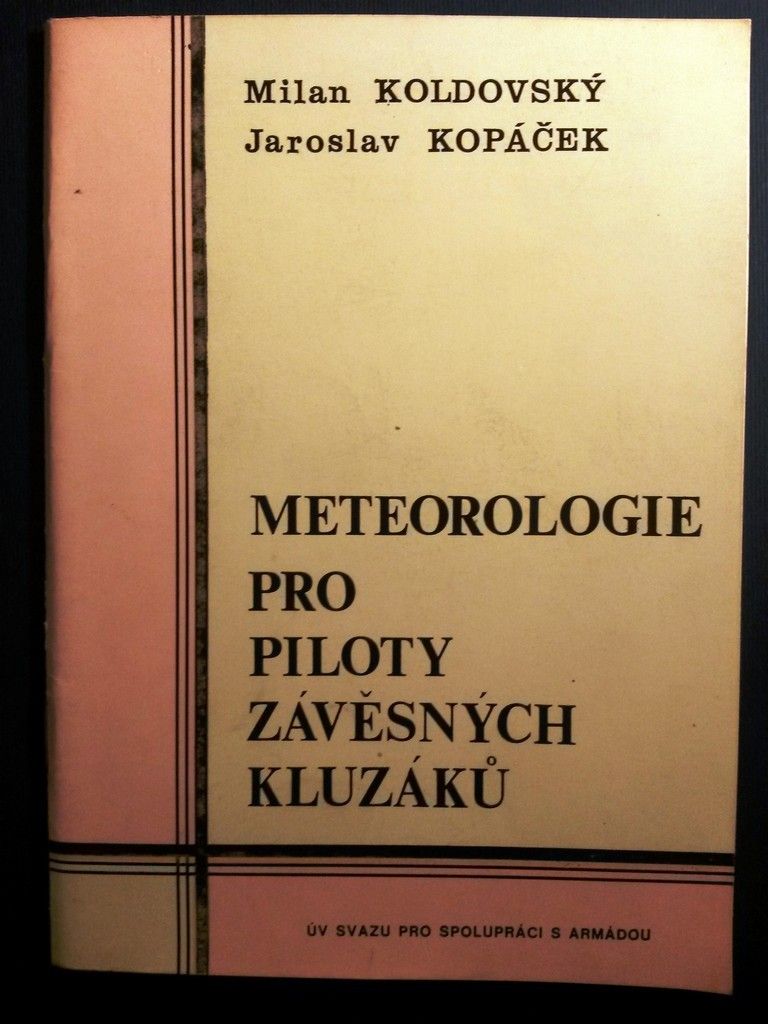 Milan KOLDOVSKÝ
Jaroslav KOPÁČEK
METEOROLOGIE
PRO
PILOTY
ZÁVĚSNÝCH
KLUZÁKŮ
ÚV SVAZU PRO SPOLUPRÁCI S ARMÁDOU